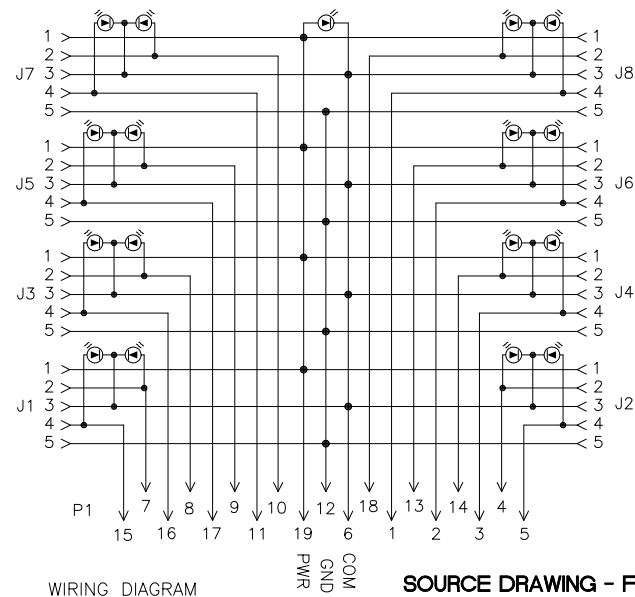 1 1
2 2
J7 3 3 J8
4 4
5 5
1 1
2 2
J5 3 3 J6
4 4
5 5
1 1
2 2
J3 3 3 J4
4 4
5 5
1 1
2 2
J1 3 3 J2
4 4
5 5
P1 7 8 9 10 12 18 13 14 4
15 16 17 11 19 6 1 2 3 5
PWR GND COM
WIRING DIAGRAM
SOURCE DRAWING - F